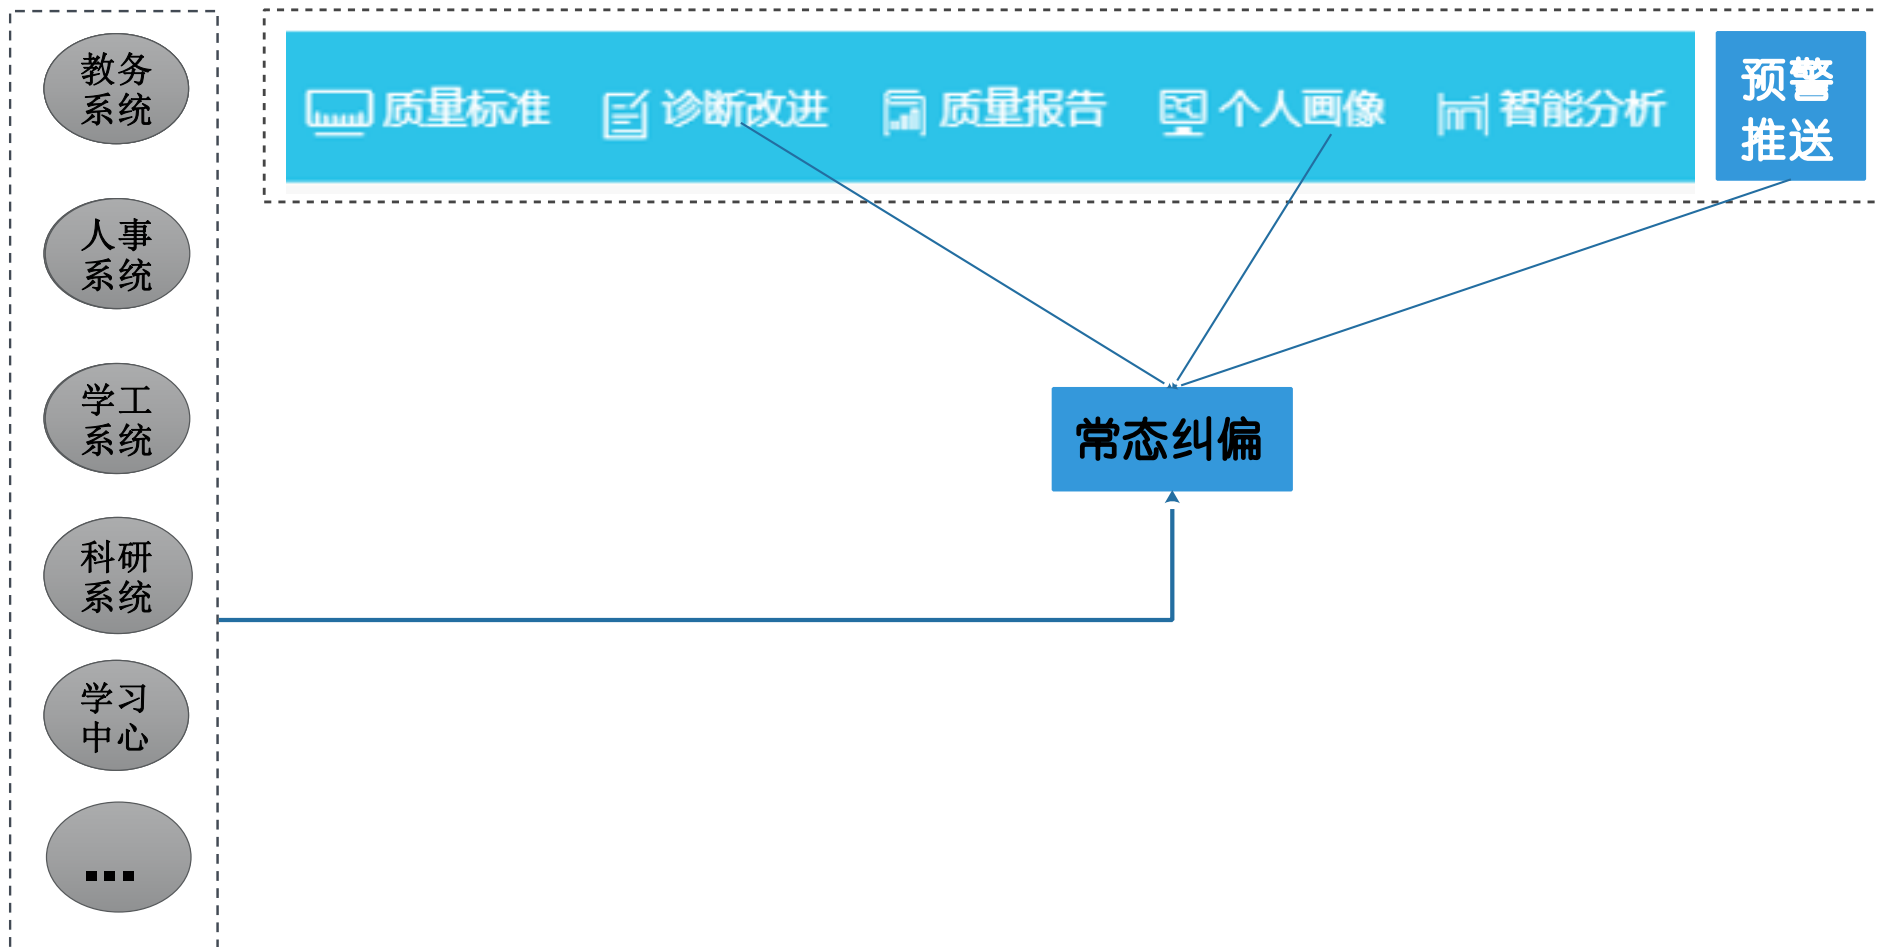 教务
系统
人事
系统
学工
系统
科研
系统
学习
中心
...
质量标准 诊断改进 质量报告 个人画像 智能分析
预警
推送
常态纠偏